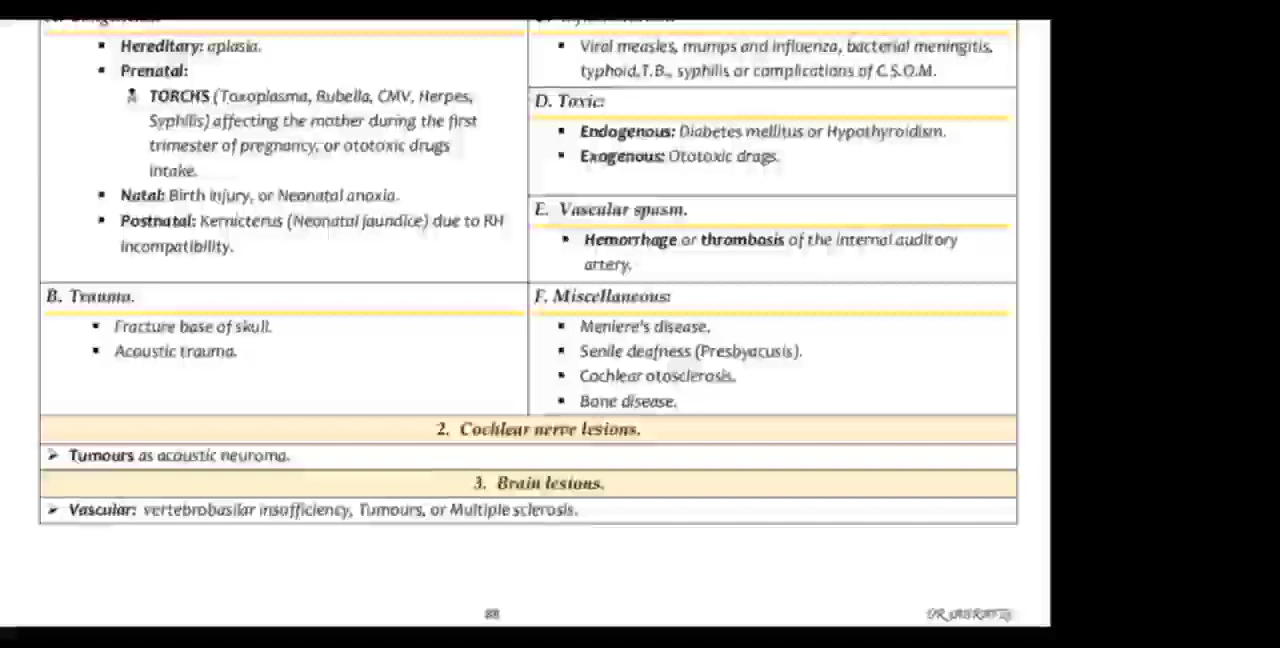 Hereditary: aplasia.
Prenatal:
TORCHS (Toxoplasma, Rubella, CMV, Herpes,
Syphilis) affecting the mother during the first
trimester of pregnancy, or ototoxic drugs
intake.
Natal: Birth injury, or Neonatal anoxia.
Postnatal: Kernicterus (Neonatal jaundice) due to RH
incompatibility.
B. Trauma.
Fracture base of skull.
Acoustic trauma.
Viral measles, mumps and influenza, bacterial meningitis,
typhoid,T.B., syphilis or complications of C.S.O.M.
D. Toxic:
Endogenous: Diabetes mellitus or Hypothyroidism.
Exogenous: Ototoxic drugs.
E. Vascular spasm.
Hemorrhage or thrombosis of the internal auditory
artery.
F. Miscellaneous:
Meniere's disease.
Senile deafness (Presbyacusis).
Cochlear otosclerosis.
Bone disease.
2. Cochlear nerve lesions.
Tumours as acoustic neuroma.
3. Brain lesions.
Vascular: vertebrobasilar insufficiency, Tumours, or Multiple sclerosis.